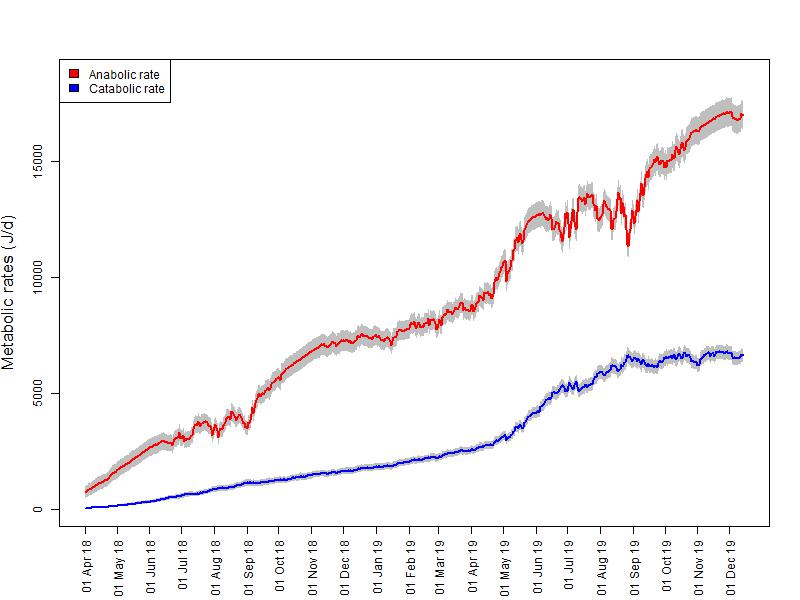 Anabolic rate
Catabolic rate
Metabolic rates (J/d)
15000
10000
5000
0
01 Apr 18
01 May 18
01 Jun 18
01 Jul 18
01 Aug 18
01 Sep 18
01 Oct 18
01 Nov 18
01 Dec 18
01 Jan 19
01 Feb 19
01 Mar 19
01 Apr 19
01 May 19
01 Jun 19
01 Jul 19
01 Aug 19
01 Sep 19
01 Oct 19
01 Nov 19
01 Dec 19